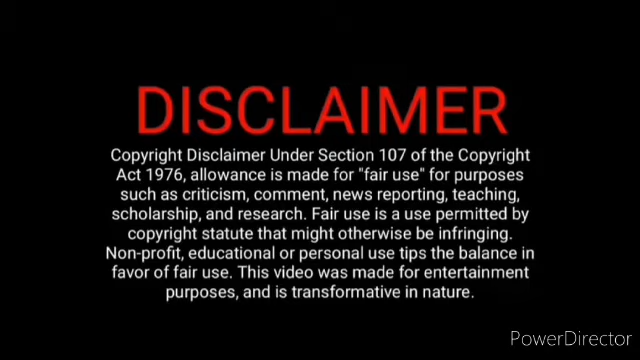 DISCLAIMER
Copyright Disclaimer Under Section 107 of the Copyright
Act 1976, allowance is made for "fair use" for purposes
such as criticism, comment, news reporting, teaching,
scholarship, and research. Fair use is a use permitted by
copyright statute that might otherwise be infringing.
Non-profit, educational or personal use tips the balance in
favor of fair use. This video was made for entertainment
purposes, and is transformative in nature.
PowerDirector